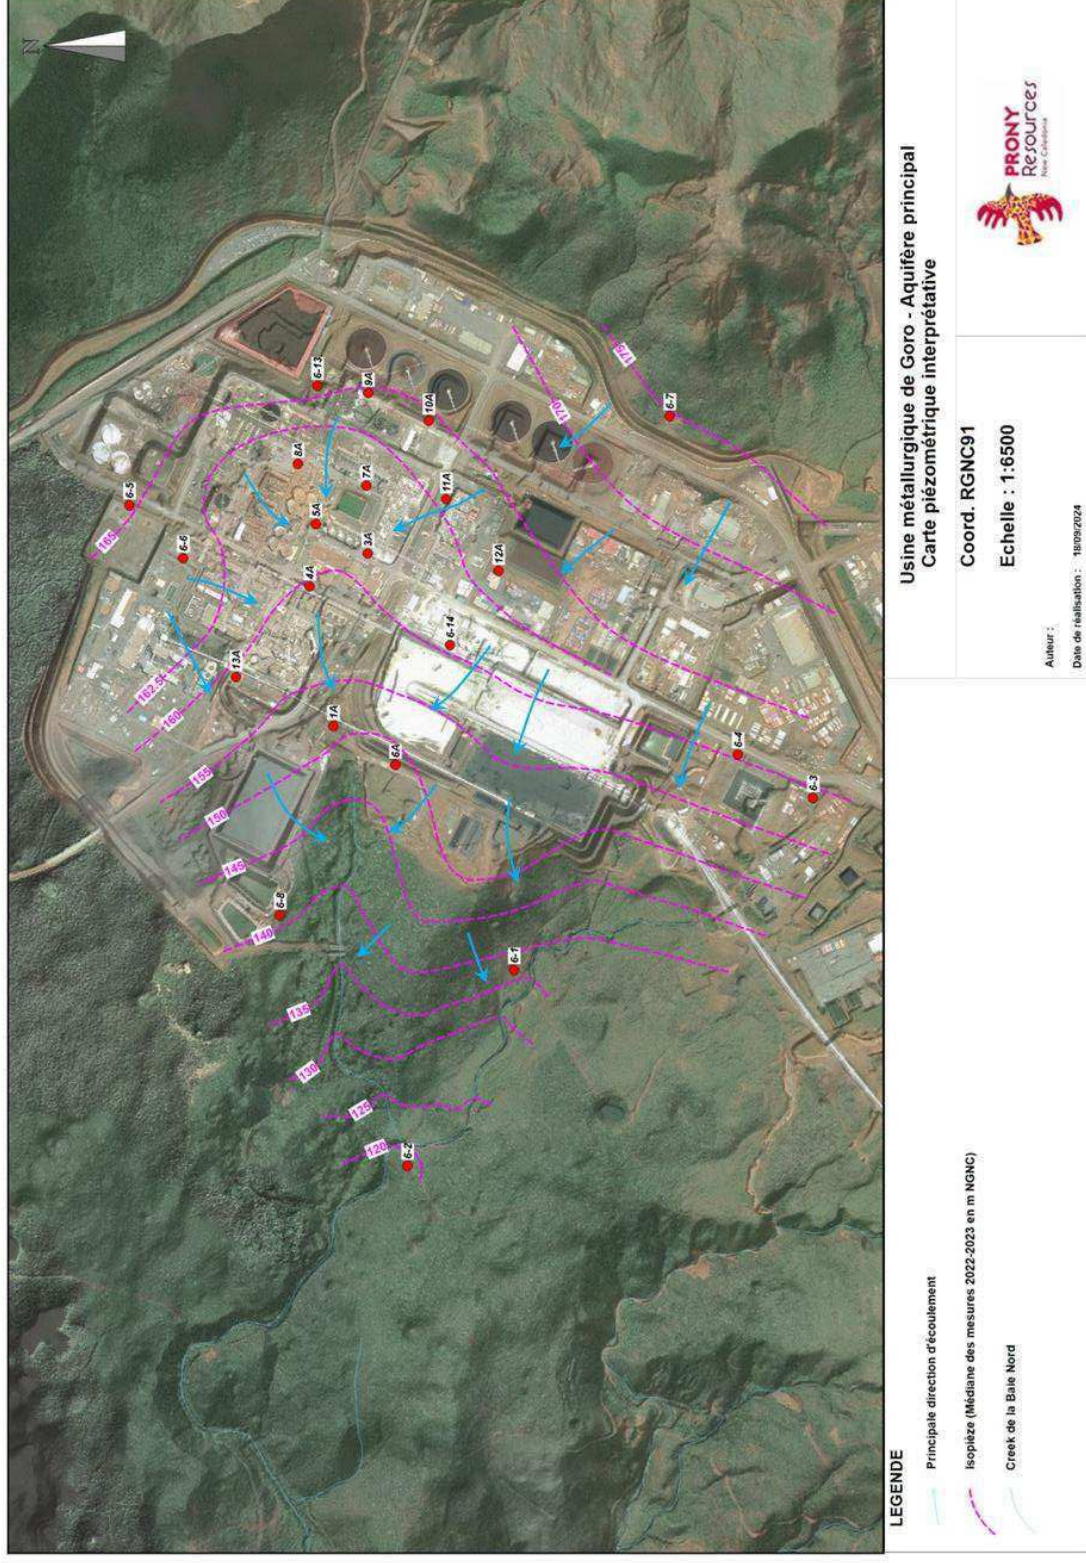 N
165
6-5
6-6
162.5
160
13A
155
150
145
140
6-8
135
130
125
120
6-2
6-13
9A
10A
8A
7A
5A
4A
3A
11A
12A
6-14
1A
6A
6-1
170
175
6-7
6-4
6-3
Usine métallurgique de Goro - Aquifère principal
Carte piézométrique interprétative
Coord. RGNC91
Echelle : 1:6500
Auteur :
Date de réalisation : 18/09/2024
PRONY
Resources
New Caledonia
LEGENDE
Principale direction d'écoulement
Isopièze (Médiane des mesures 2022-2023 en m NGNC)
Creek de la Baie Nord